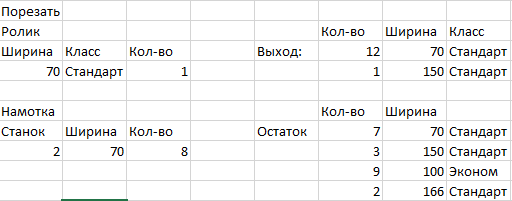 Порезать
Ролик Кол-во Ширина Класс
Ширина Класс Кол-во Выход: 12 70 Стандарт
70 Стандарт 1 1 150 Стандарт
Намотка Кол-во Ширина
Станок Ширина Кол-во Остаток 7 70 Стандарт
2 70 8 3 150 Стандарт
9 100 Эконом
2 166 Стандарт